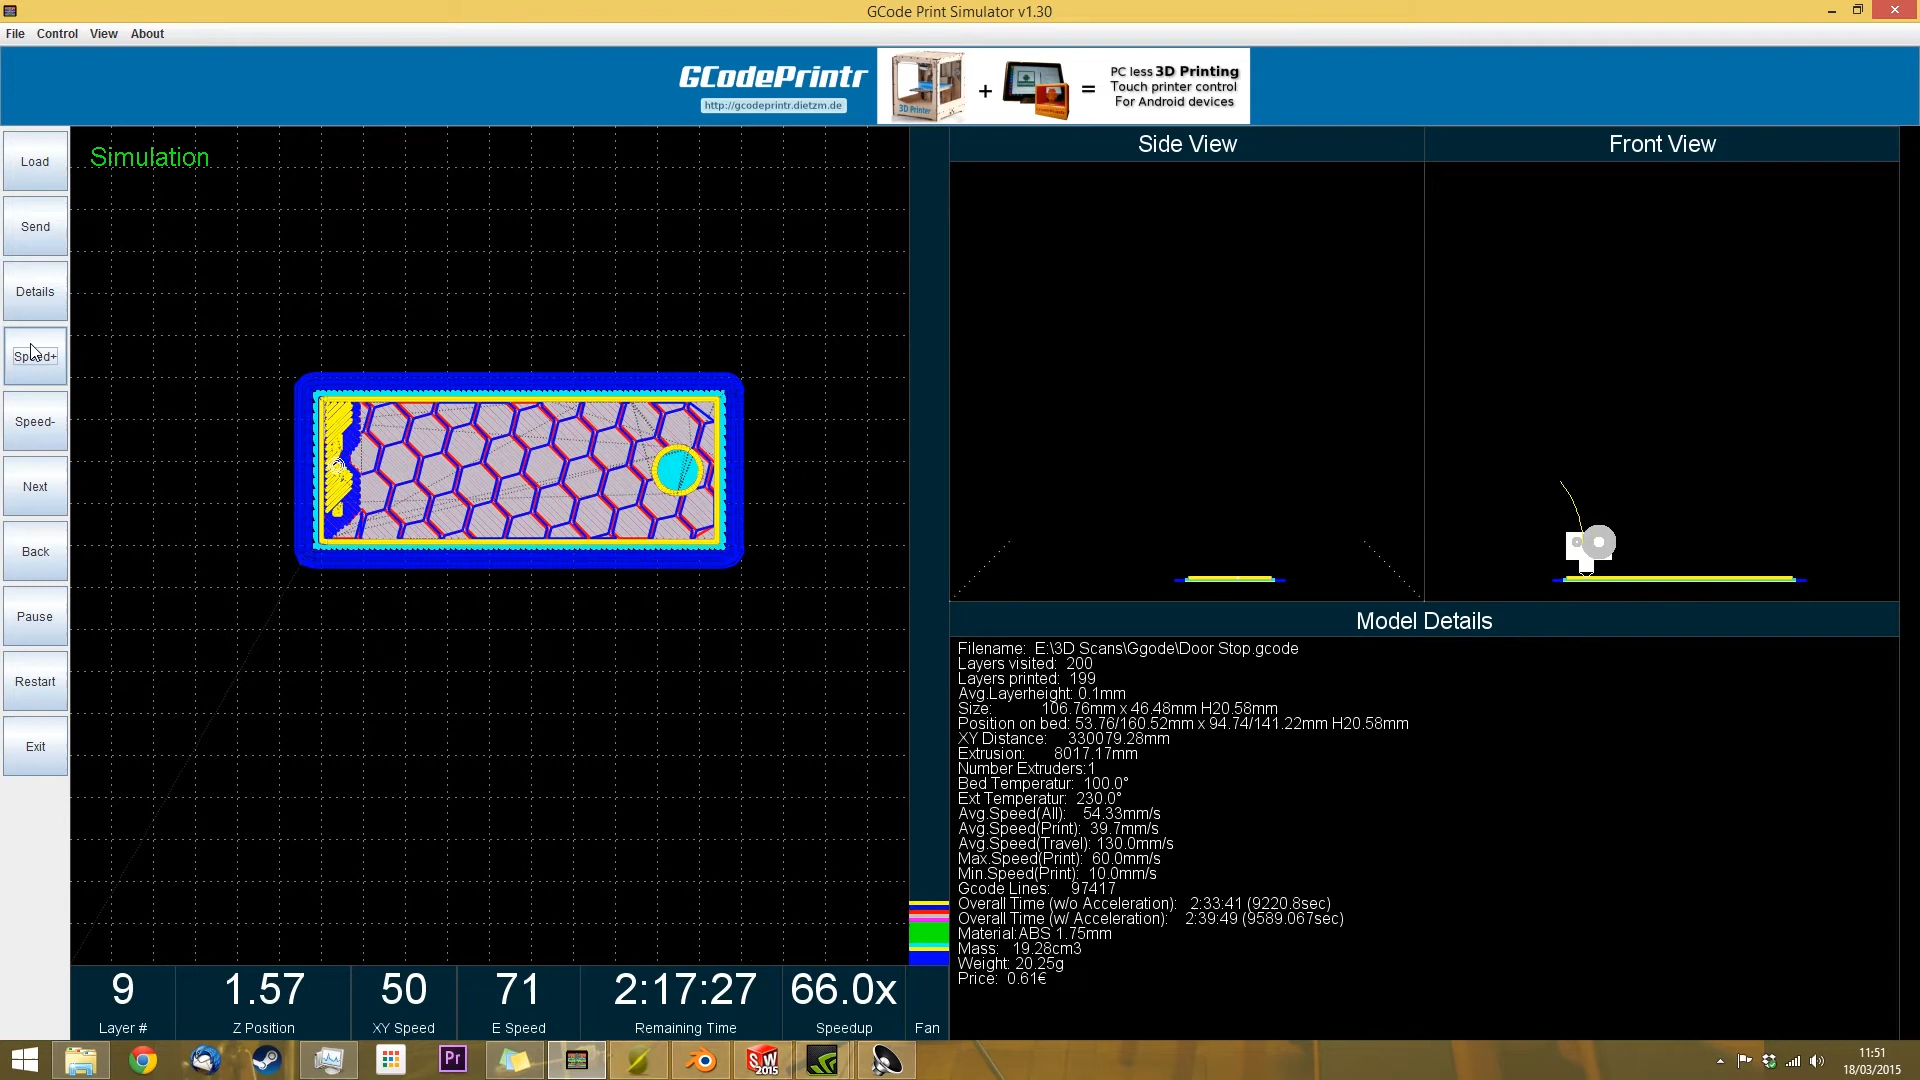 GCode Print Simulator v1.30
File Control View About
GCodePrintr
http://gcodeprintr.dietzm.de
3D Printer
+
=
PC less 3D Printing
Touch printer control
For Android devices
Load
Send
Details
Speed+
Speed-
Next
Back
Pause
Restart
Exit
Simulation
Side View
Front View
Model Details
Filename: E:\3D Scans\Ggode\Door Stop.gcode
Layers visited: 200
Layers printed: 199
Avg.Layerheight: 0.1mm
Size: 106.76mm x 46.48mm H20.58mm
Position on bed: 53.76/160.52mm x 94.74/141.22mm H20.58mm
XY Distance: 330079.28mm
Extrusion: 8017.17mm
Number Extruders:1
Bed Temperatur: 100.0°
Ext Temperatur: 230.0°
Avg.Speed(All): 54.33mm/s
Avg.Speed(Print): 39.7mm/s
Avg.Speed(Travel): 130.0mm/s
Max.Speed(Print): 60.0mm/s
Min.Speed(Print): 10.0mm/s
Gcode Lines: 97417
Overall Time (w/o Acceleration): 2:33:41 (9220.8sec)
Overall Time (w/ Acceleration): 2:39:49 (9589.067sec)
Material:ABS 1.75mm
Mass: 19.28cm3
Weight: 20.25g
Price: 0.61€
9 1.57 50 71 2:17:27 66.0x
Layer # Z Position XY Speed E Speed Remaining Time Speedup Fan
Pr
SW
2015
11:51
18/03/2015